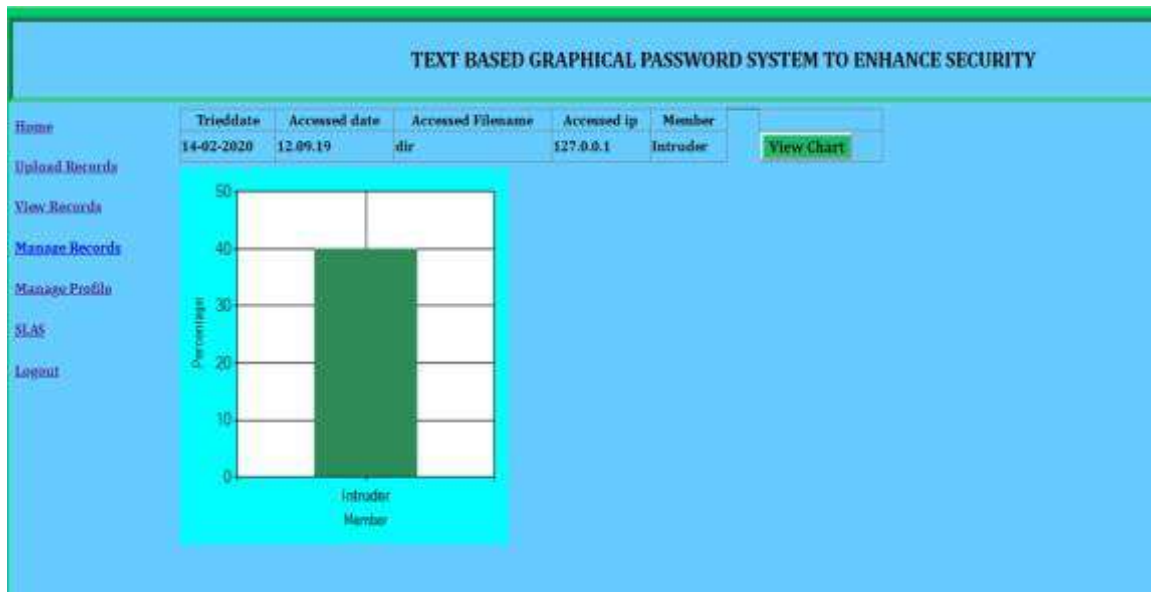 TEXT BASED GRAPHICAL PASSWORD SYSTEM TO ENHANCE SECURITY
Home
Upload Records
View Records
Manage Records
Manage Profile
SLAS
Logout
Trieddate Accessed date Accessed Filename Accessed ip Member
14-02-2020 12.09.19 dir 127.0.0.1 Intruder View Chart
50
40
30
20
10
0
Percentage
Intruder
Member